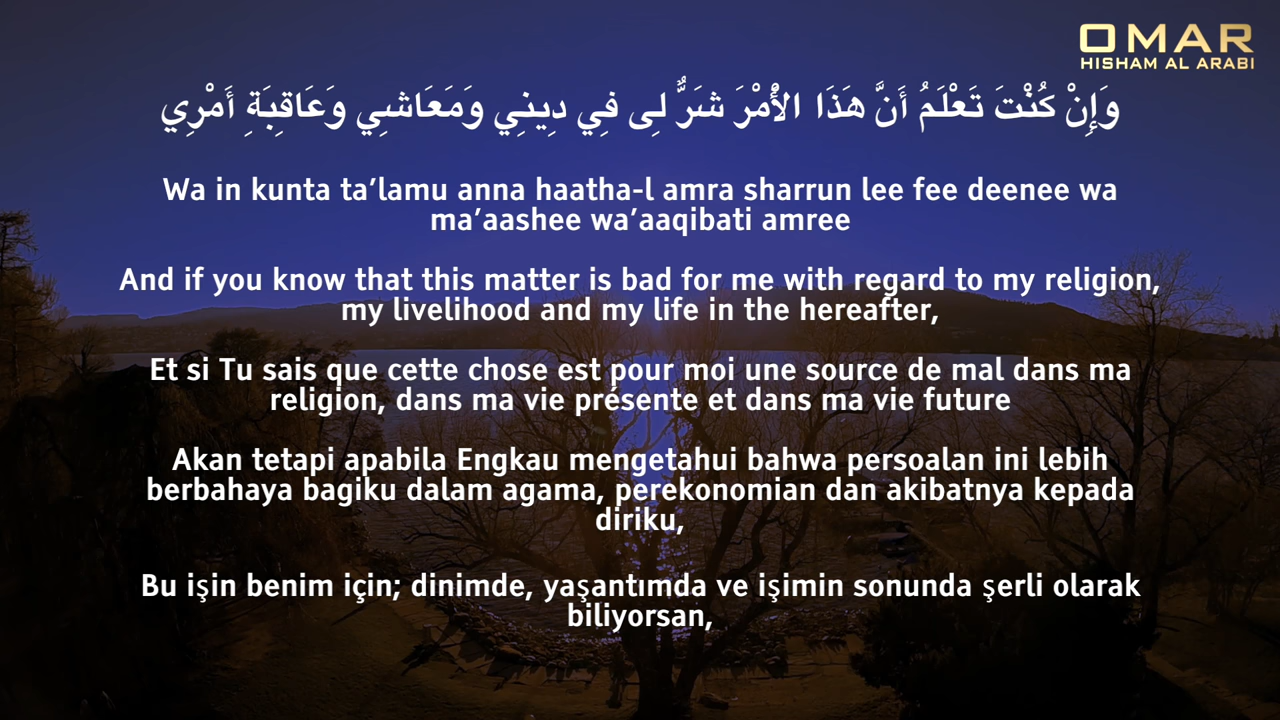 OMAR
HISHAM AL ARABI
وَإِنْ كُنْتَ تَعْلَمُ أَنَّ هَذَا الأَمْرَ شَرٌّ لِى فِي دِينِي وَمَعَاشِي وَعَاقِبَةِ أَمْرِي
Wa in kunta ta’lamu anna haatha-l amra sharrun lee fee deenee wa
ma’aashee wa’aaqibati amree
And if you know that this matter is bad for me with regard to my religion,
my livelihood and my life in the hereafter,
Et si Tu sais que cette chose est pour moi une source de mal dans ma
religion, dans ma vie présente et dans ma vie future
Akan tetapi apabila Engkau mengetahui bahwa persoalan ini lebih
berbahaya bagiku dalam agama, perekonomian dan akibatnya kepada
diriku,
Bu işin benim için; dinimde, yaşantımda ve işimin sonunda şerli olarak
biliyorsan,